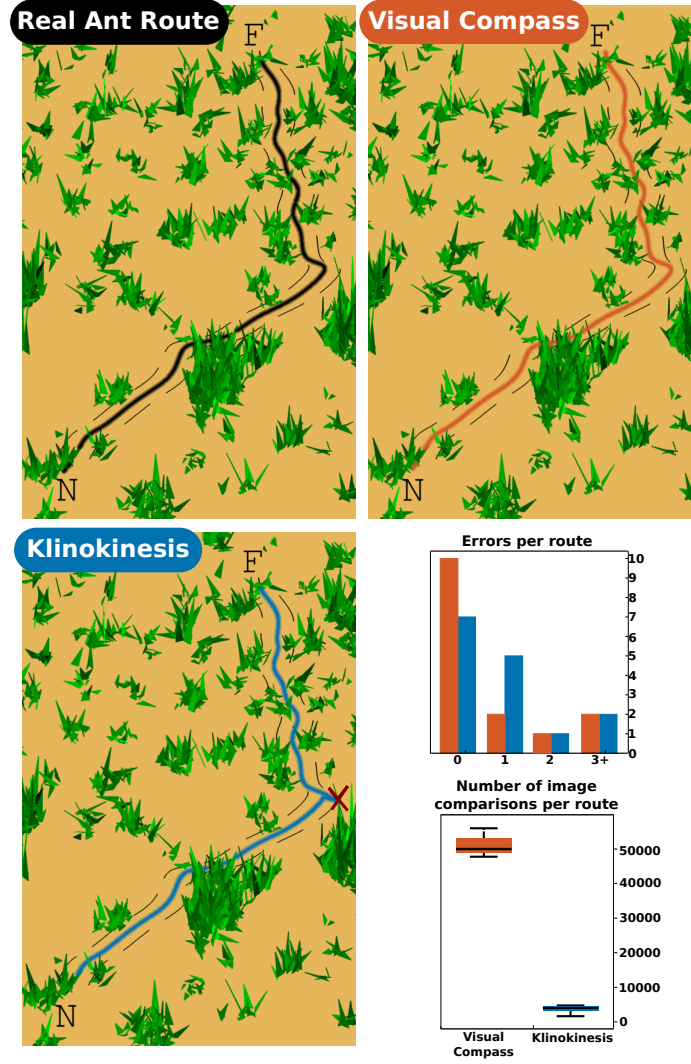 Real Ant Route
F
N
Visual Compass
F
N
Klinokinesis
F
N
Errors per route
10
9
8
7
6
5
4
3
2
1
0
0 1 2 3+
Number of image
comparisons per route
50000
40000
30000
20000
10000
0
Visual
Compass
Klinokinesis